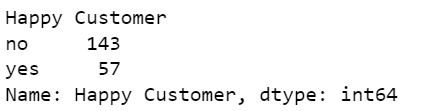 Happy Customer
no     143
yes     57
Name: Happy Customer, dtype: int64